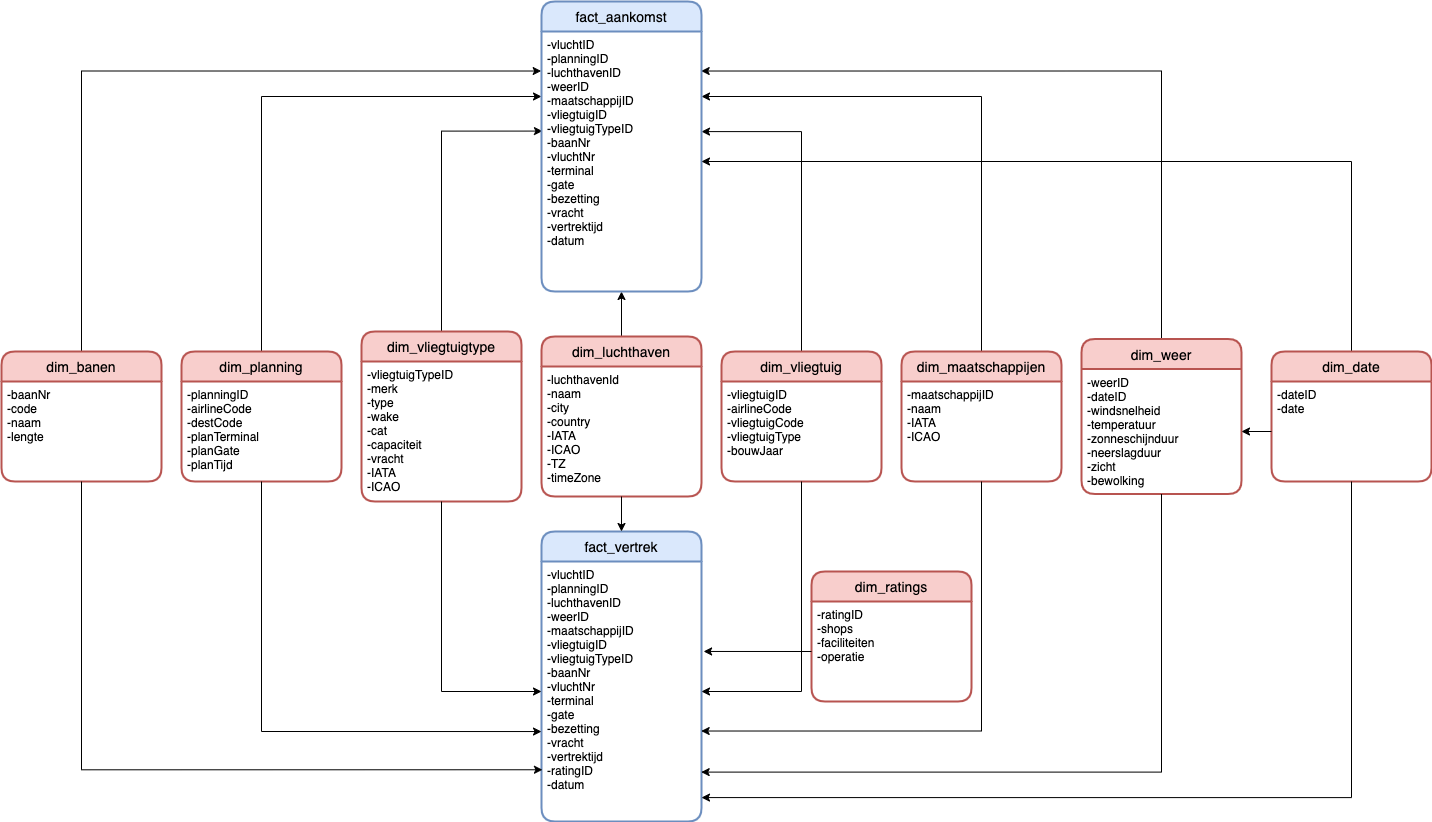 fact_aankomst
-vluchtID
-planningID
-luchthavenID
-weerID
-maatschappijID
-vliegtuigID
-vliegtuigTypeID
-baanNr
-vluchtNr
-terminal
-gate
-bezetting
-vracht
-vertrektijd
-datum
dim_banen
-baanNr
-code
-naam
-lengte
dim_planning
-planningID
-airlineCode
-destCode
-planTerminal
-planGate
-planTijd
dim_vliegtuigtype
-vliegtuigTypeID
-merk
-type
-wake
-cat
-capaciteit
-vracht
-IATA
-ICAO
dim_luchthaven
-luchthavenId
-naam
-city
-country
-IATA
-ICAO
-TZ
-timeZone
dim_vliegtuig
-vliegtuigID
-airlineCode
-vliegtuigCode
-vliegtuigType
-bouwJaar
dim_maatschappijen
-maatschappijID
-naam
-IATA
-ICAO
dim_weer
-weerID
-dateID
-windsnelheid
-temperatuur
-zonneschijnduur
-neerslagduur
-zicht
-bewolking
dim_date
-dateID
-date
fact_vertrek
-vluchtID
-planningID
-luchthavenID
-weerID
-maatschappijID
-vliegtuigID
-vliegtuigTypeID
-baanNr
-vluchtNr
-terminal
-gate
-bezetting
-vracht
-vertrektijd
-ratingID
-datum
dim_ratings
-ratingID
-shops
-faciliteiten
-operatie